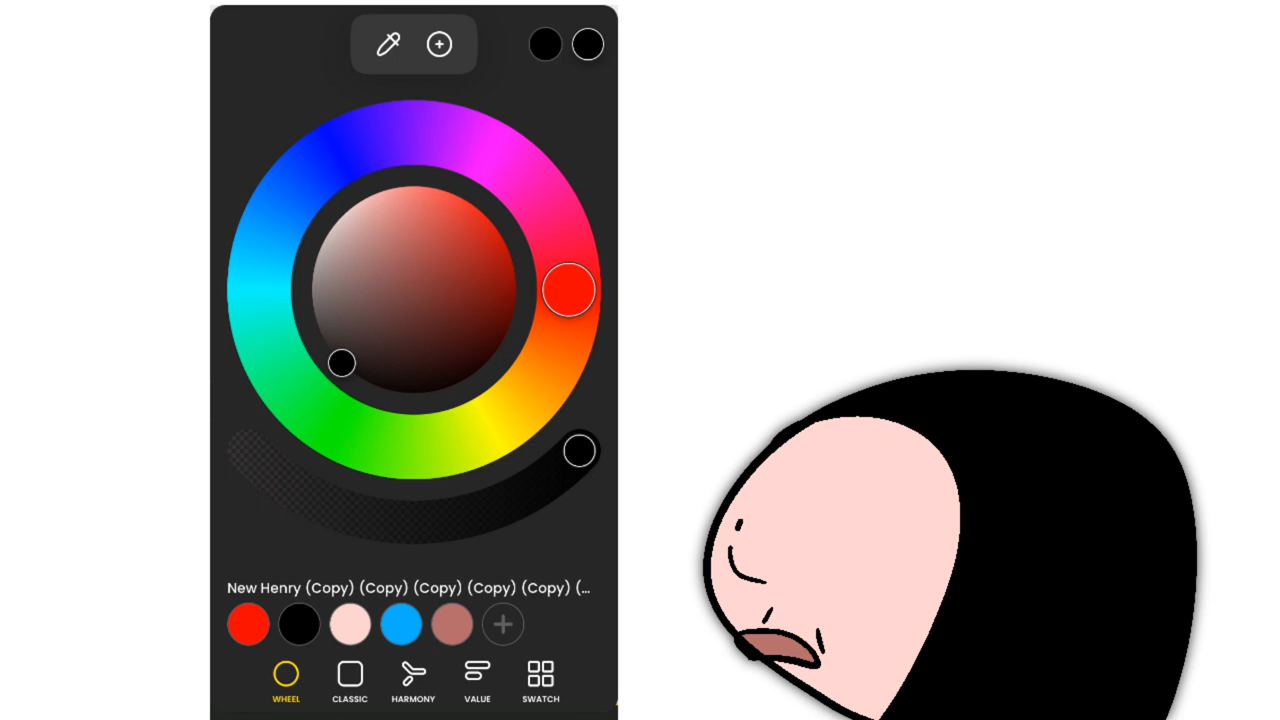 New Henry (Copy) (Copy) (Copy) (Copy) (Copy) (...
WHEEL CLASSIC HARMONY VALUE SWATCH